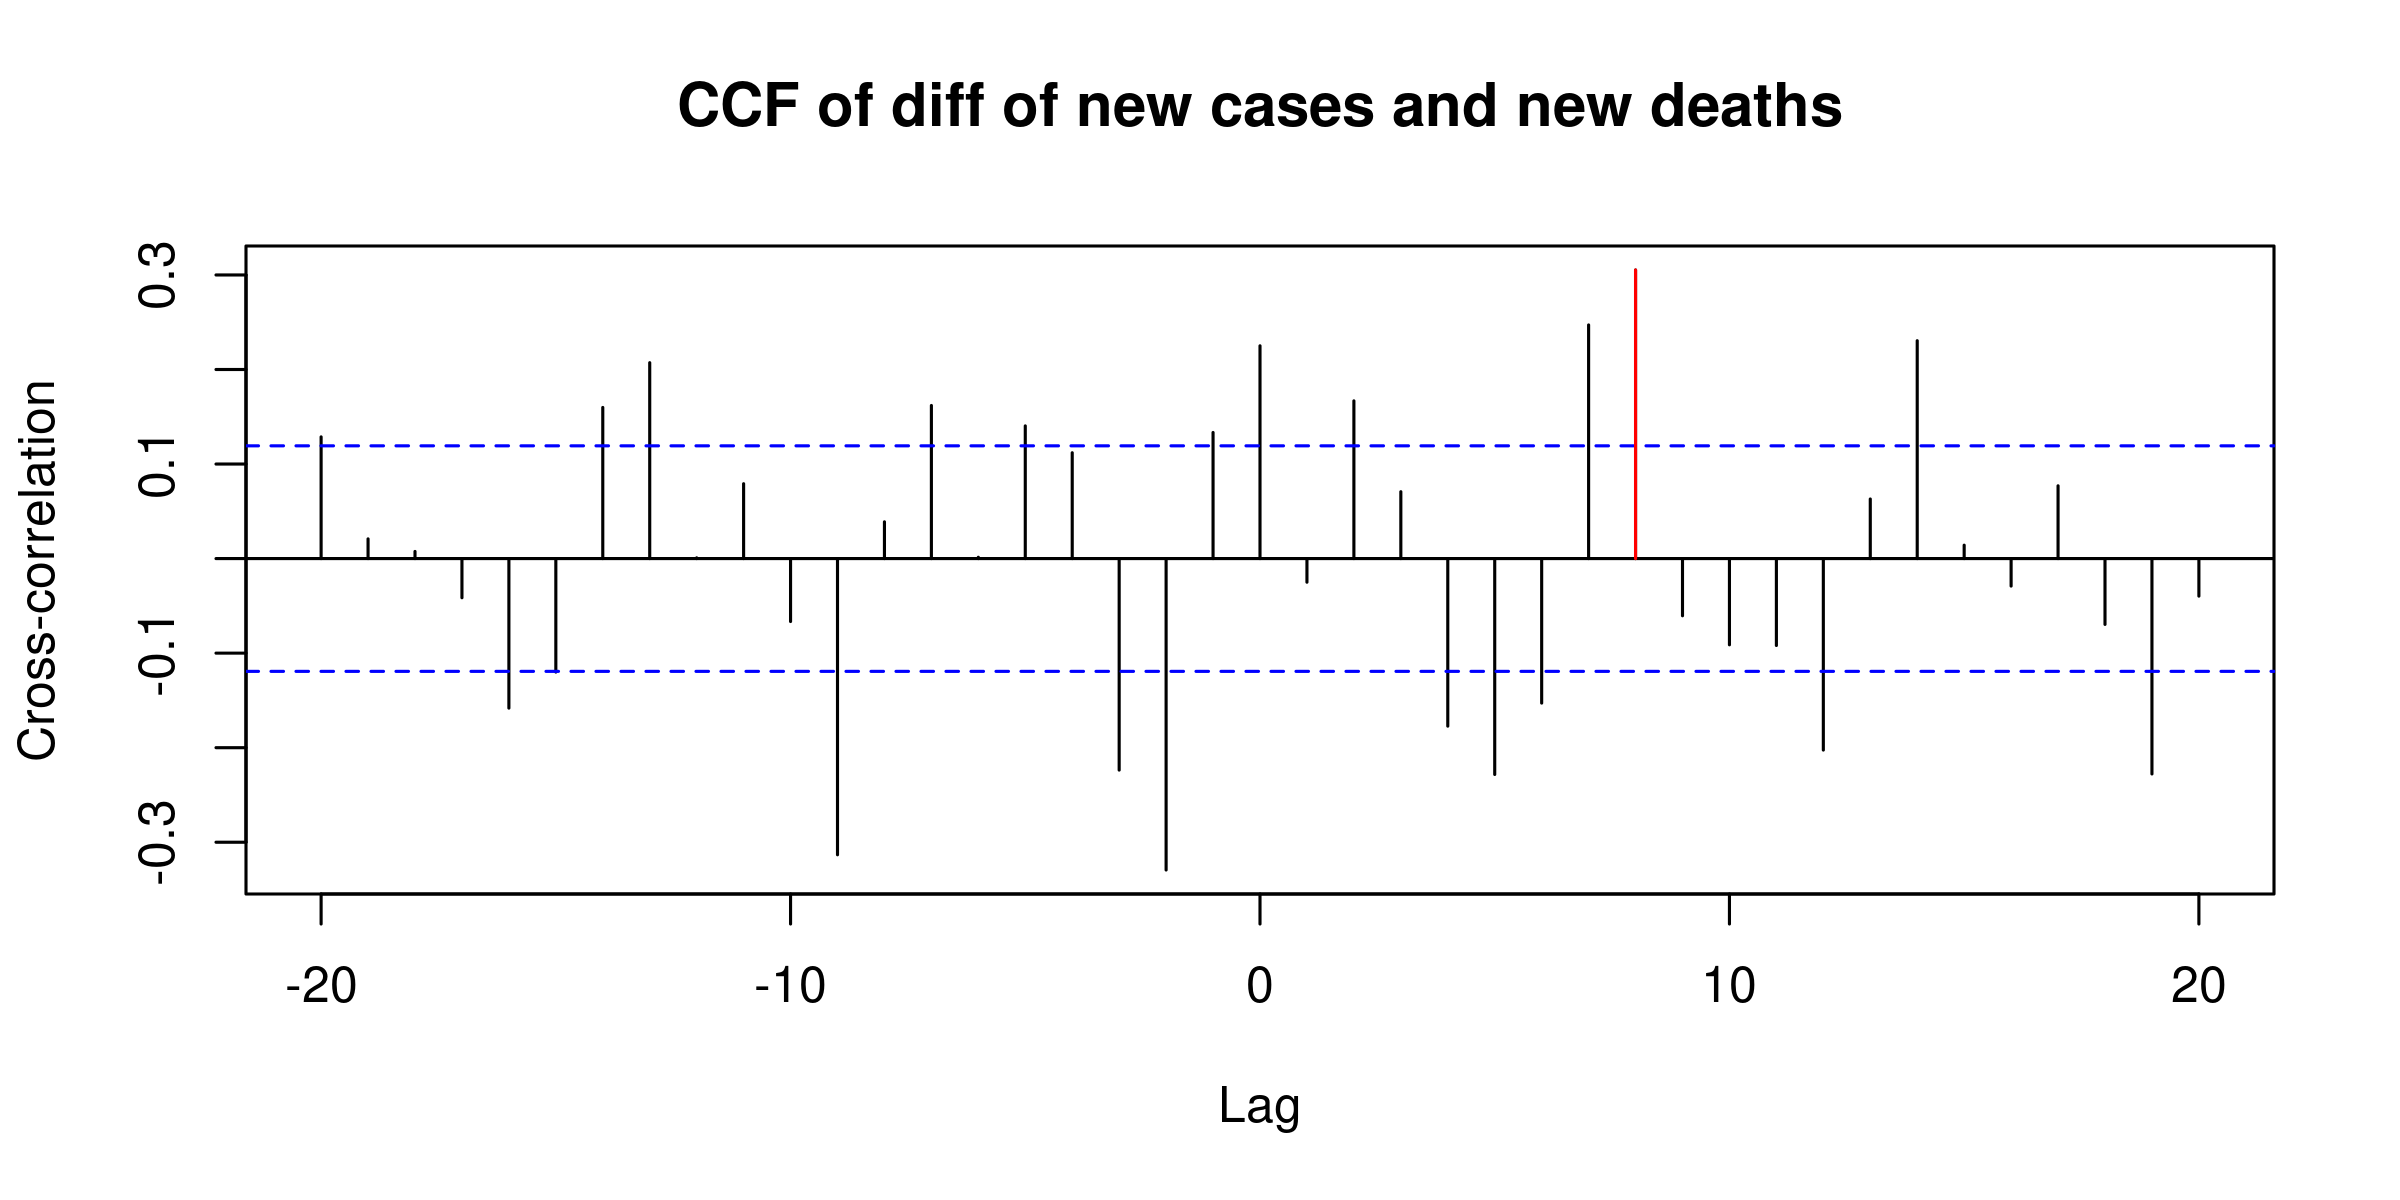 CCF of diff of new cases and new deaths
Cross-correlation
0.3
0.1
-0.1
-0.3
-20 -10 0 10 20
Lag